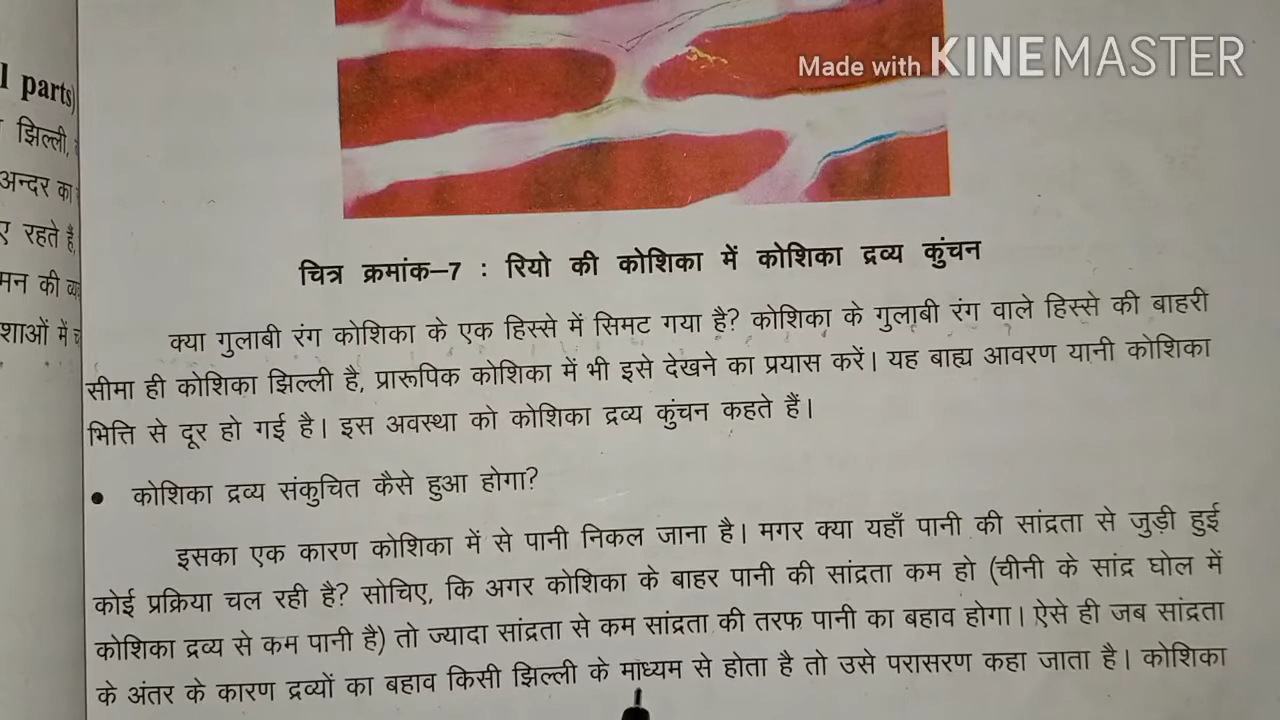 Made with KINEMASTER
l parts)
झिल्ली,
अन्दर का
ए रहते हैं,
मन की
शाओं में
चित्र क्रमांक–7 : रियो की कोशिका में कोशिका द्रव्य कुंचन
क्या गुलाबी रंग कोशिका के एक हिस्से में सिमट गया है? कोशिका के गुलाबी रंग वाले हिस्से की बाहरी
सीमा ही कोशिका झिल्ली है, प्रारूपिक कोशिका में भी इसे देखने का प्रयास करें। यह बाह्य आवरण यानी कोशिका
भित्ति से दूर हो गई है। इस अवस्था को कोशिका द्रव्य कुंचन कहते हैं।
• कोशिका द्रव्य संकुचित कैसे हुआ होगा?
इसका एक कारण कोशिका में से पानी निकल जाना है। मगर क्या यहाँ पानी की सांद्रता से जुड़ी हुई
कोई प्रक्रिया चल रही है? सोचिए, कि अगर कोशिका के बाहर पानी की सांद्रता कम हो (चीनी के सांद्र घोल में
कोशिका द्रव्य से कम पानी है) तो ज्यादा सांद्रता से कम सांद्रता की तरफ पानी का बहाव होगा। ऐसे ही जब सांद्रता
के अंतर के कारण द्रव्यों का बहाव किसी झिल्ली के माध्यम से होता है तो उसे परासरण कहा जाता है। कोशिका